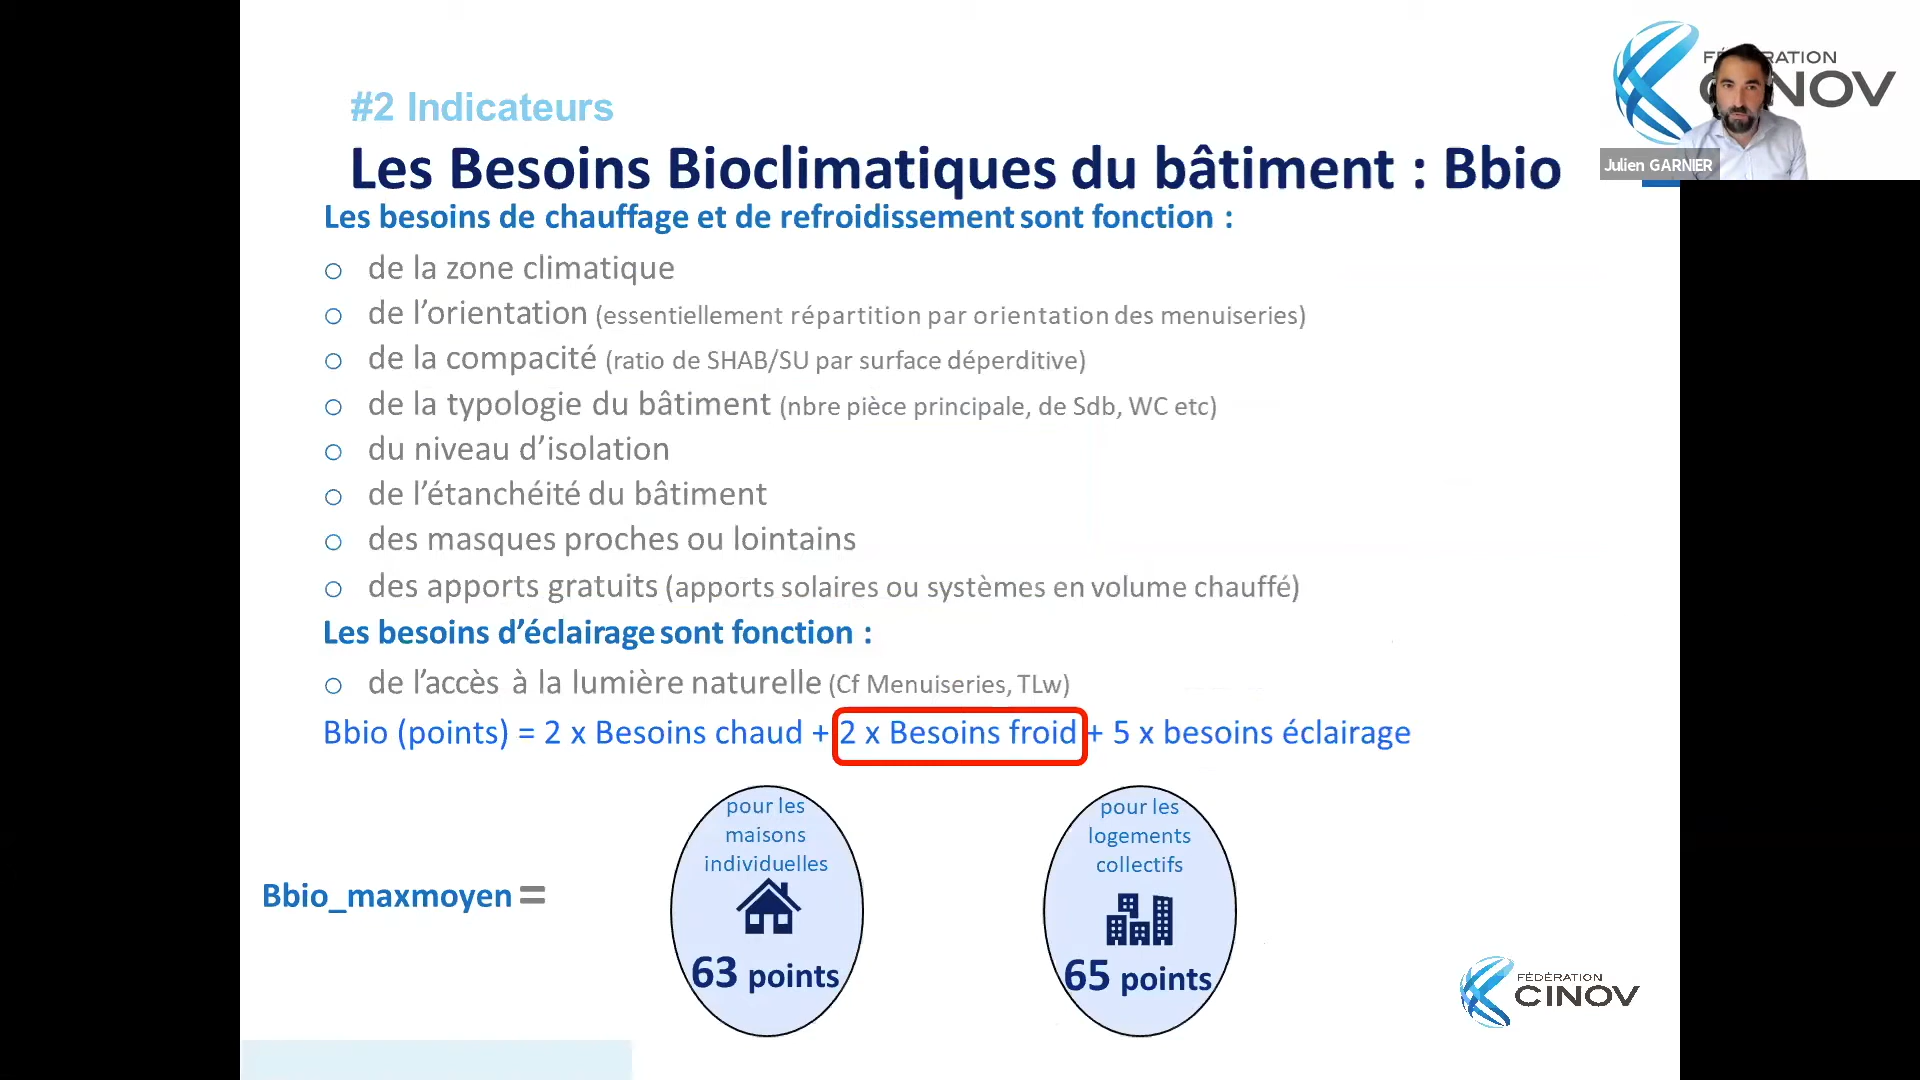 #2 Indicateurs
Les Besoins Bioclimatiques du bâtiment : Bbio
Les besoins de chauffage et de refroidissement sont fonction :
o de la zone climatique
o de l’orientation (essentiellement répartition par orientation des menuiseries)
o de la compacité (ratio de SHAB/SU par surface déperditive)
o de la typologie du bâtiment (nbre pièce principale, de Sdb, WC etc)
o du niveau d’isolation
o de l’étanchéité du bâtiment
o des masques proches ou lointains
o des apports gratuits (apports solaires ou systèmes en volume chauffé)
Les besoins d’éclairage sont fonction :
o de l’accès à la lumière naturelle (Cf Menuiseries, TLw)
Bbio (points) = 2 x Besoins chaud + 2 x Besoins froid + 5 x besoins éclairage
Bbio_maxmoyen =
pour les
maisons
individuelles
63 points
pour les
logements
collectifs
65 points
Julien GARNIER
FÉDÉRATION
CINOV